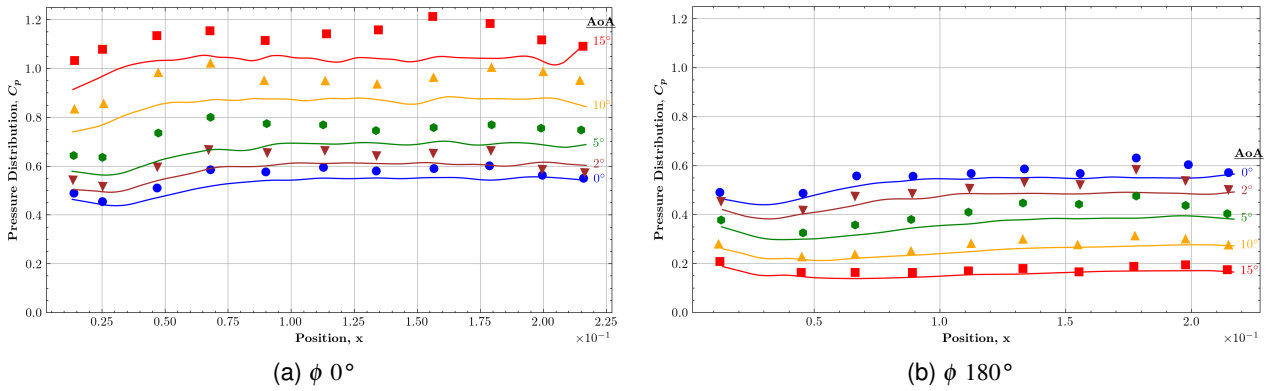 1.2
1.0
0.8
0.6
0.4
0.2
0.0
Pressure Distribution, Cₚ
AoA
15°
10°
5°
2°
0°
0.25 0.50 0.75 1.00 1.25 1.50 1.75 2.00 2.25
Position, x
×10⁻¹
(a) ϕ 0°
1.2
1.0
0.8
0.6
0.4
0.2
0.0
Pressure Distribution, Cₚ
AoA
0°
2°
5°
10°
15°
0.5 1.0 1.5 2.0
Position, x
×10⁻¹
(b) ϕ 180°